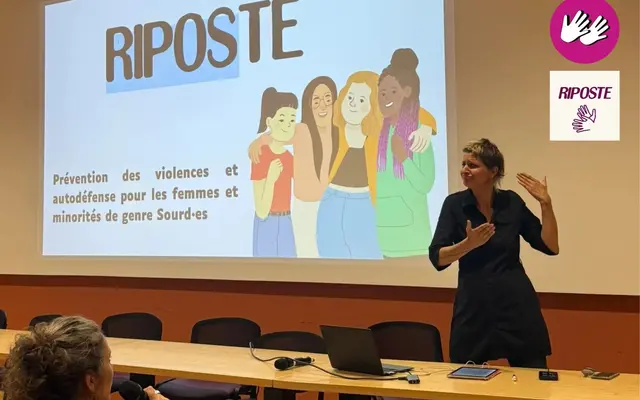 RIPOSTE
Prévention des violences et
autodéfense pour les femmes et
minorités de genre Sourd·es
RIPOSTE